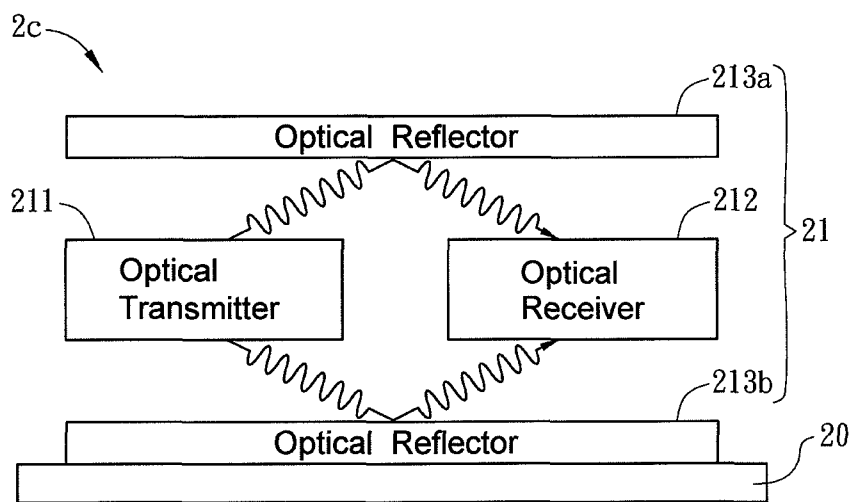 2c
213a
Optical Reflector
211
212
21
Optical
Transmitter
Optical
Receiver
213b
Optical Reflector
20